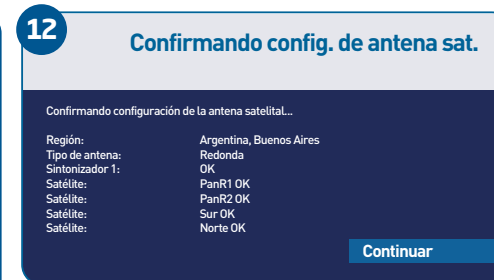 12
Confirmando config. de antena sat.
Confirmando configuración de la antena satelital...
Región: Argentina, Buenos Aires
Tipo de antena: Redonda
Sintonizador 1: OK
Satélite: PanR1 OK
Satélite: PanR2 OK
Satélite: Sur OK
Satélite: Norte OK
Continuar